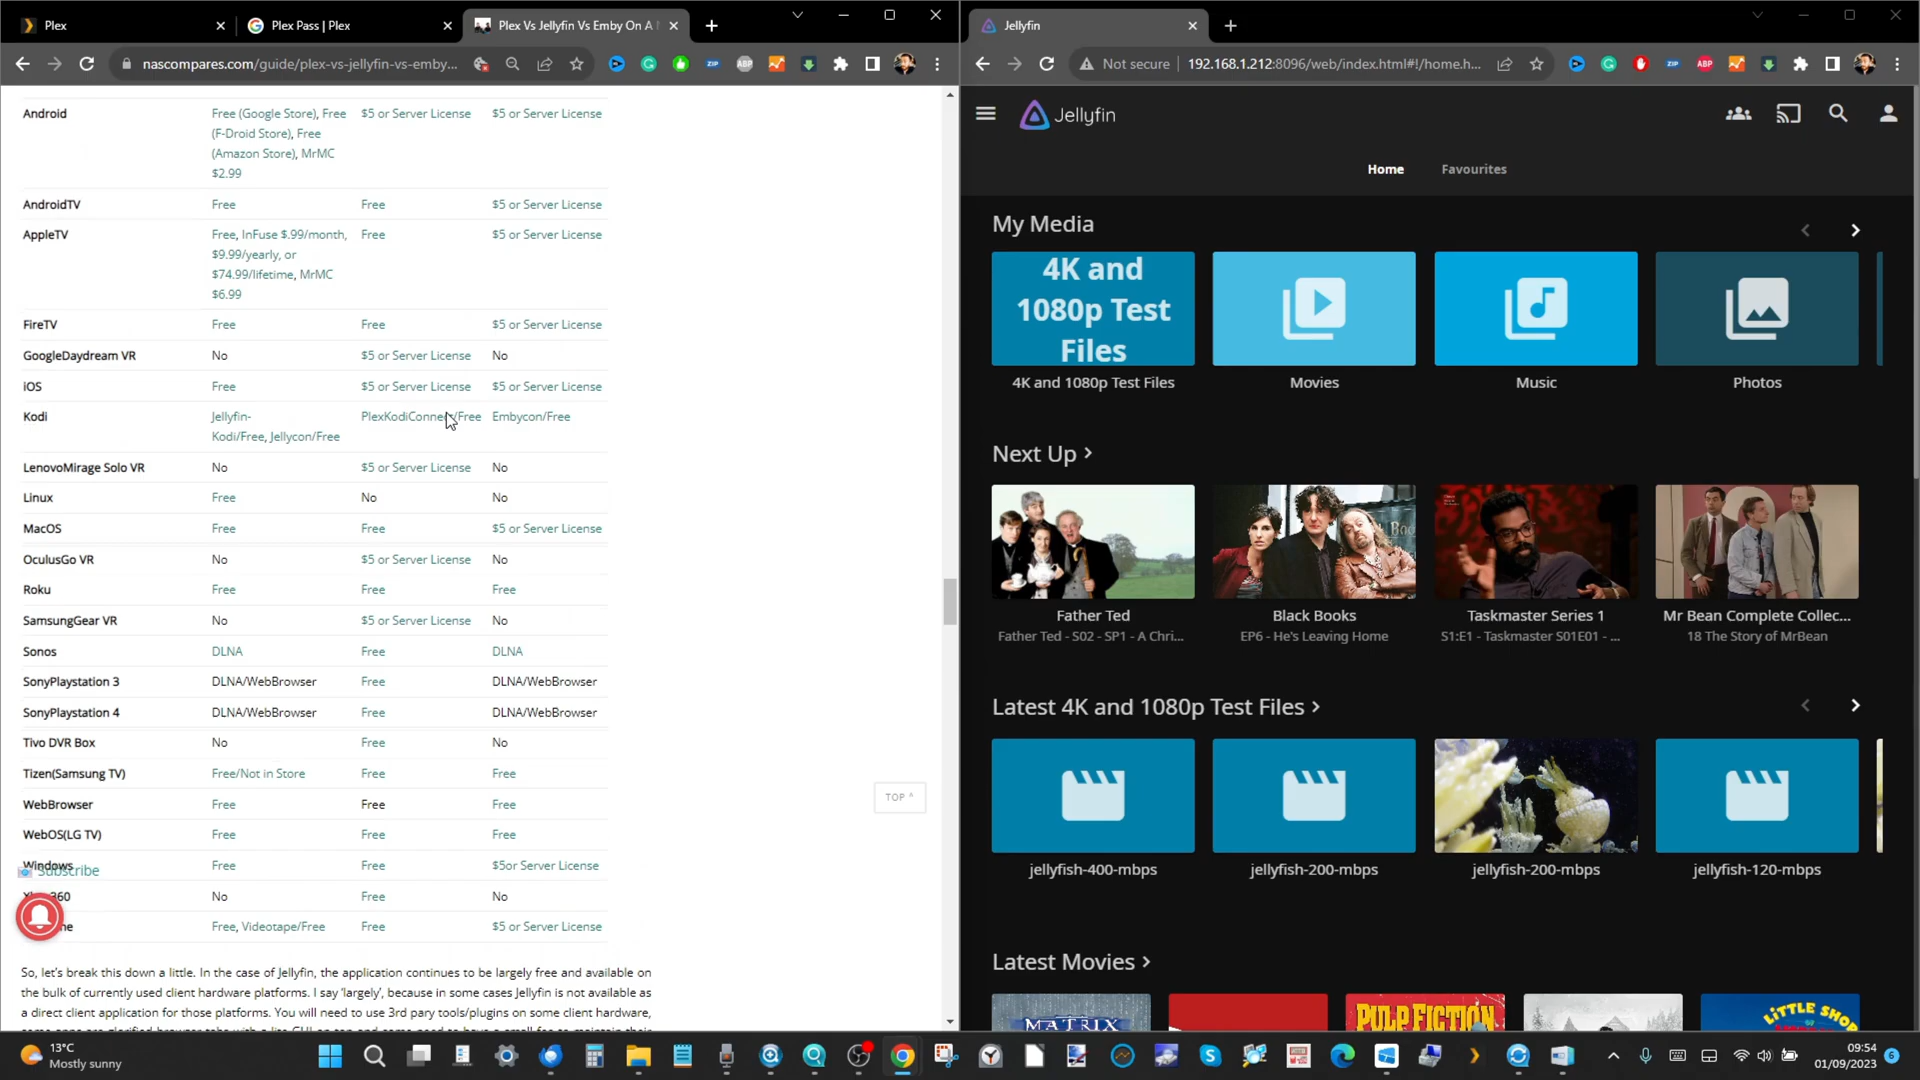 Plex
Plex Pass | Plex
Plex Vs Jellyfin Vs Emby On A
Jellyfin
nascompares.com/guide/plex-vs-jellyfin-vs-emby...
Not secure
192.168.1.212:8096/web/index.html#!/home.h...
Android
Free (Google Store), Free
$5 or Server License
$5 or Server License
(F-Droid Store), Free
(Amazon Store), MrMC
$2.99
AndroidTV
Free
Free
$5 or Server License
AppleTV
Free, InFuse $.99/month,
Free
$5 or Server License
$9.99/yearly, or
$74.99/lifetime, MrMC
$6.99
FireTV
Free
Free
$5 or Server License
GoogleDaydream VR
No
$5 or Server License
No
iOS
Free
$5 or Server License
$5 or Server License
Kodi
Jellyfin-
PlexKodiConnect/Free
Embycon/Free
Kodi/Free, Jellycon/Free
LenovoMirage Solo VR
No
$5 or Server License
No
Linux
Free
No
No
MacOS
Free
Free
$5 or Server License
OculusGo VR
No
$5 or Server License
No
Roku
Free
Free
Free
SamsungGear VR
No
$5 or Server License
No
Sonos
DLNA
Free
DLNA
SonyPlaystation 3
DLNA/WebBrowser
Free
DLNA/WebBrowser
SonyPlaystation 4
DLNA/WebBrowser
Free
DLNA/WebBrowser
Tivo DVR Box
No
Free
No
Tizen(Samsung TV)
Free/Not in Store
Free
Free
WebBrowser
Free
Free
Free
WebOS(LG TV)
Free
Free
Free
Windows
Free
Free
$5or Server License
Subscribe
360
No
Free
No
ne
Free, Videotape/Free
Free
$5 or Server License
TOP ^
So, let's break this down a little. In the case of Jellyfin, the application continues to be largely free and available on
the bulk of currently used client hardware platforms. I say 'largely', because in some cases Jellyfin is not available as
a direct client application for those platforms. You will need to use 3rd pary tools/plugins on some client hardware,
Jellyfin
Home
Favourites
My Media
4K and
1080p Test
Files
4K and 1080p Test Files
Movies
Music
Photos
Next Up >
Father Ted
Father Ted - S02 - SP1 - A Chri...
Black Books
EP6 - He's Leaving Home
Taskmaster Series 1
S1:E1 - Taskmaster S01E01 - ...
Mr Bean Complete Collec...
18 The Story of MrBean
Latest 4K and 1080p Test Files >
jellyfish-400-mbps
jellyfish-200-mbps
jellyfish-200-mbps
jellyfish-120-mbps
Latest Movies >
MATRIX
PULP FICTION
LITTLE SHOP
13°C
Mostly sunny
09:54
01/09/2023
6